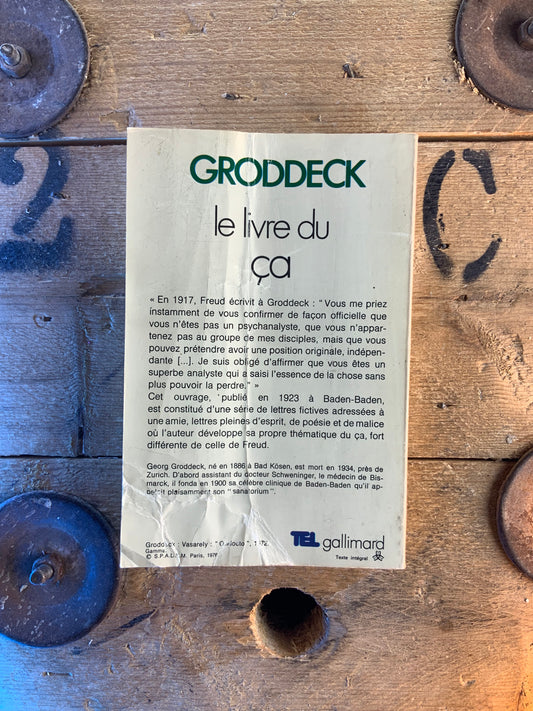 2
C
GRODDECK
le livre du
ça
« En 1917, Freud écrivit à Groddeck : "Vous me priez
instamment de vous confirmer de façon officielle que
vous n'êtes pas un psychanalyste, que vous n'appar-
tenez pas au groupe de mes disciples, mais que vous
pouvez prétendre avoir une position originale, indépen-
dante [...]. Je suis obligé d'affirmer que vous êtes un
superbe analyste qui a saisi l'essence de la chose sans
plus pouvoir la perdre." »
Cet ouvrage, publié en 1923 à Baden-Baden,
est constitué d'une série de lettres fictives adressées à
une amie, lettres pleines d'esprit, de poésie et de malice
où l'auteur développe sa propre thématique du ça, fort
différente de celle de Freud.
Georg Groddeck, né en 1886 à Bad Kösen, est mort en 1934, près de
Zurich. D'abord assistant du docteur Schweninger, le médecin de Bis-
marck, il fonda en 1900 sa célèbre clinique de Baden-Baden qu'il ap-
pelait plaisamment son "sanatorium".
Groddeck : Vasarely : 1972.
Gamma.
© S.P.A.D.E.M. Paris, 1976
TEL gallimard
Texte intégral